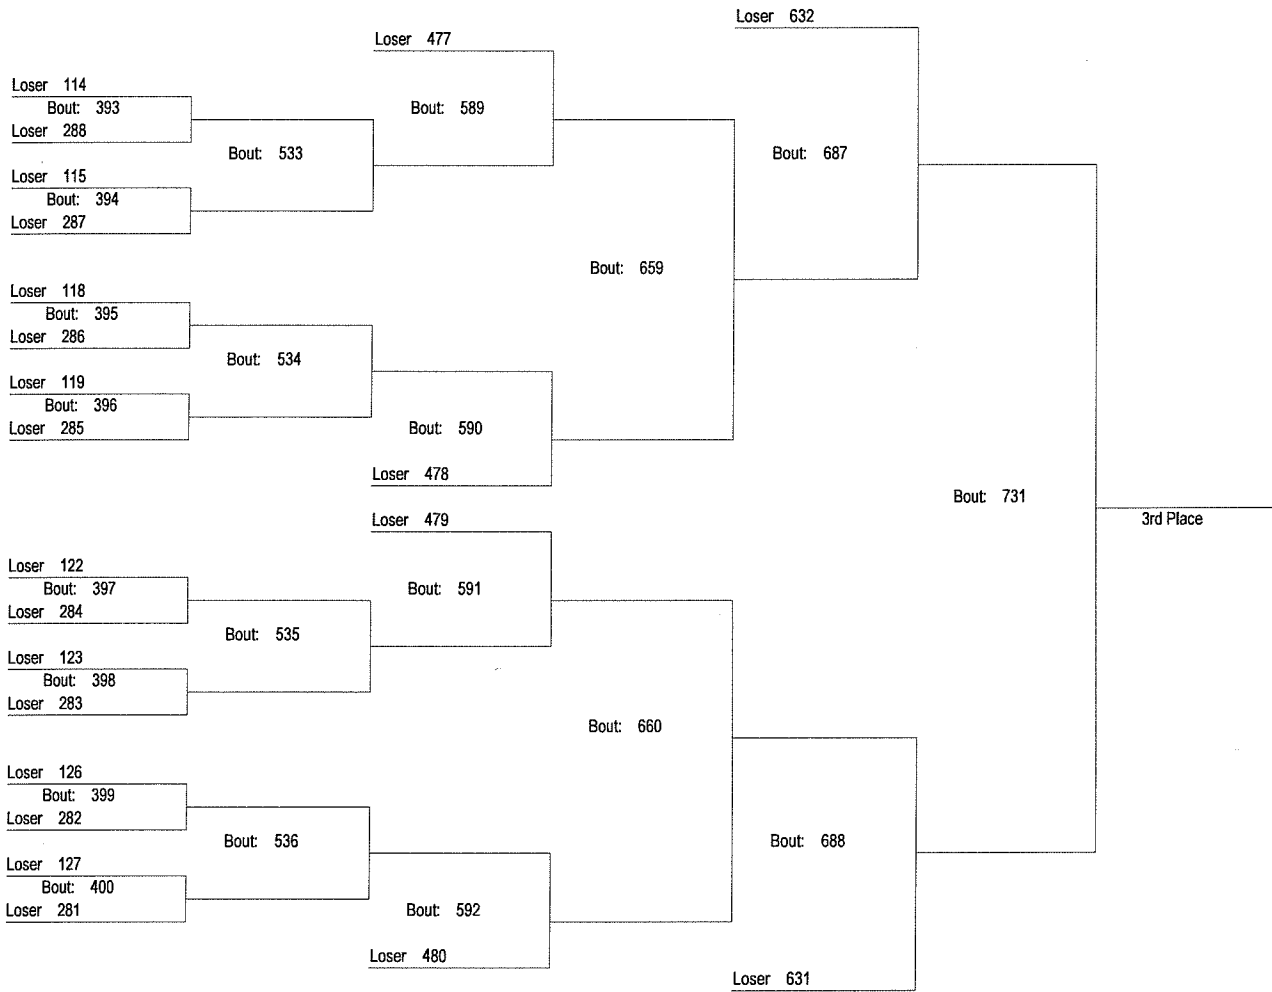 Loser 632
Loser 477
Loser 114
Bout: 393
Loser 288
Bout: 589
Bout: 533
Bout: 687
Loser 115
Bout: 394
Loser 287
Bout: 659
Loser 118
Bout: 395
Loser 286
Bout: 534
Loser 119
Bout: 396
Loser 285
Bout: 590
Loser 478
Bout: 731
3rd Place
Loser 479
Loser 122
Bout: 397
Loser 284
Bout: 591
Bout: 535
Loser 123
Bout: 398
Loser 283
Bout: 660
Loser 126
Bout: 399
Loser 282
Bout: 536
Bout: 688
Loser 127
Bout: 400
Loser 281
Bout: 592
Loser 480
Loser 631